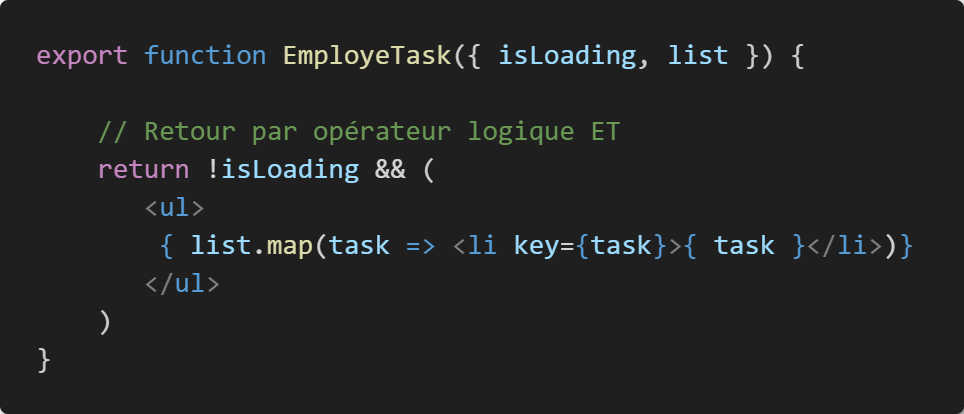 export function EmployeTask({ isLoading, list }) {
// Retour par opérateur logique ET
return !isLoading && (
<ul>
{ list.map(task => <li key={task}>{ task }</li>)}
</ul>
)
}